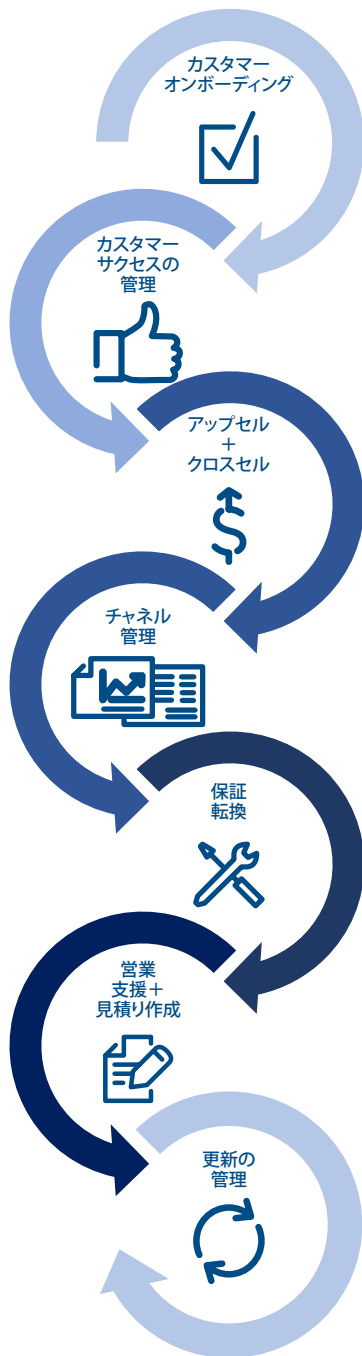 カスタマー
オンボーディング
カスタマー
サクセスの
管理
アップセル
+
クロスセル
チャネル
管理
保証
転換
営業
支援＋
見積り作成
更新の
管理